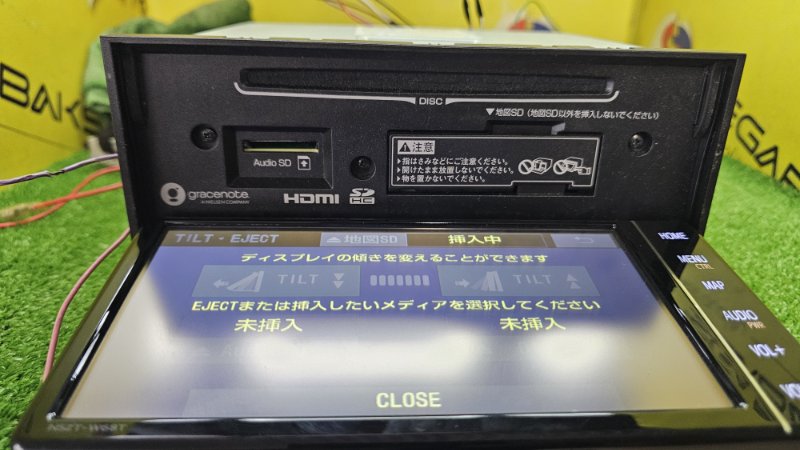 DISC
▼地図SD（地図SD以外を挿入しないでください）
Audio SD
注意
▶指はさみなどにご注意ください。
▶開けたまま放置しないでください。
▶物を置かないでください。
gracenote.
A NIELSEN COMPANY
HDMI
SD
HC
BAKS
EGAR
TILT・EJECT
⏏地図SD
挿入中
ディスプレイの傾きを変えることができます
TILT
TILT
EJECTまたは挿入したいメディアを選択してください
未挿入
未挿入
CLOSE
HOME
MENU
CTRL
MAP
AUDIO
PWR
VOL+
NSZT-W68T